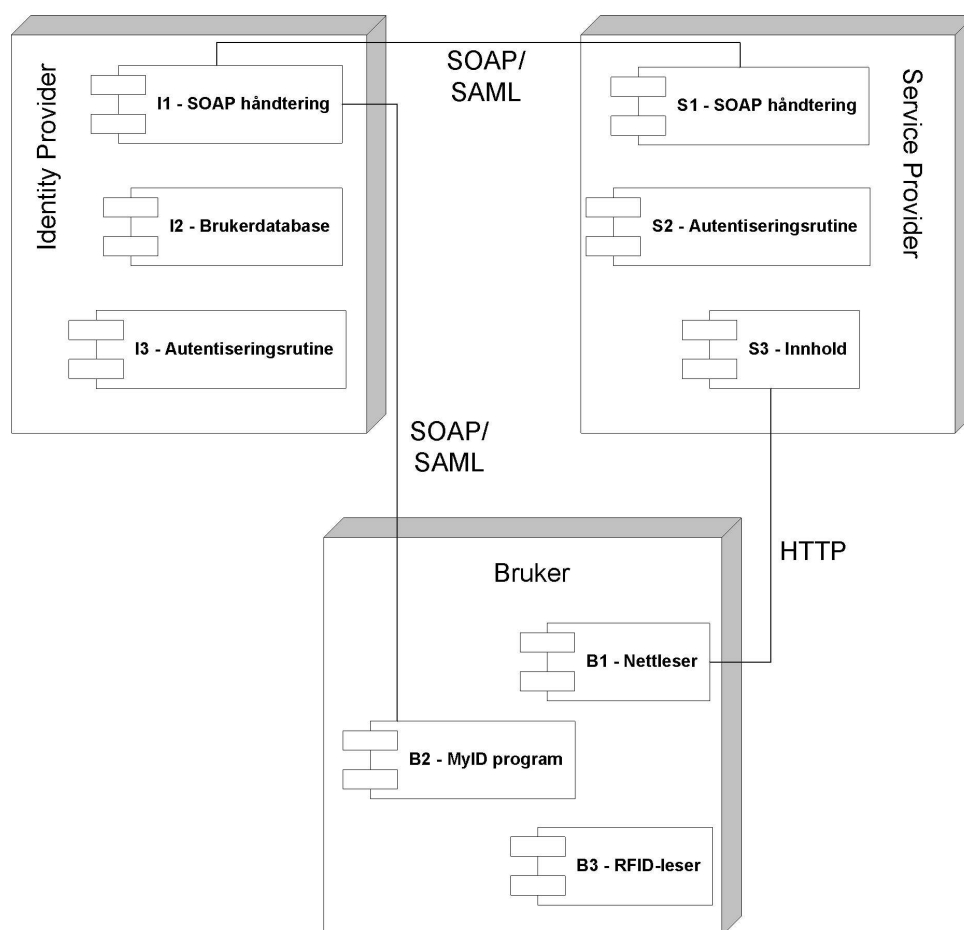 Identity Provider
I1 - SOAP håndtering
I2 - Brukerdatabase
I3 - Autentiseringsrutine
SOAP/
SAML
Service Provider
S1 - SOAP håndtering
S2 - Autentiseringsrutine
S3 - Innhold
SOAP/
SAML
HTTP
Bruker
B1 - Nettleser
B2 - MyID program
B3 - RFID-leser